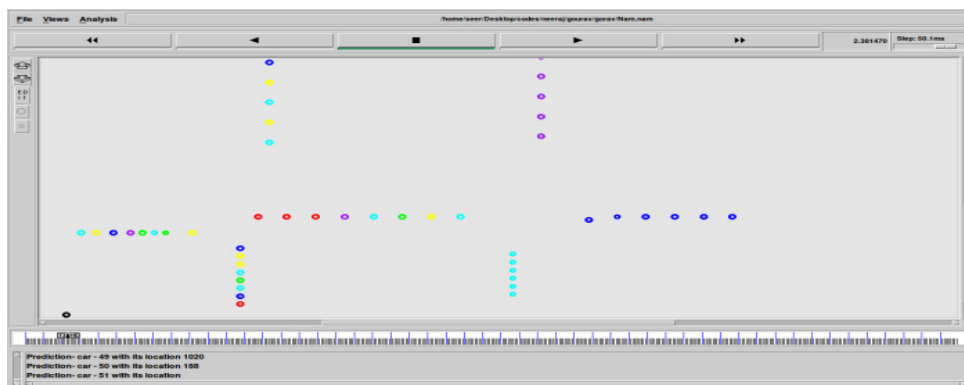 File Views Analysis /home/seer/Desktop/codes/neeraj/gourav/gorav/Nam.nam
2.361470 Step: 50.1ms
Prediction- car - 49 with its location 1020
Prediction- car - 50 with its location 188
Prediction- car - 51 with its location